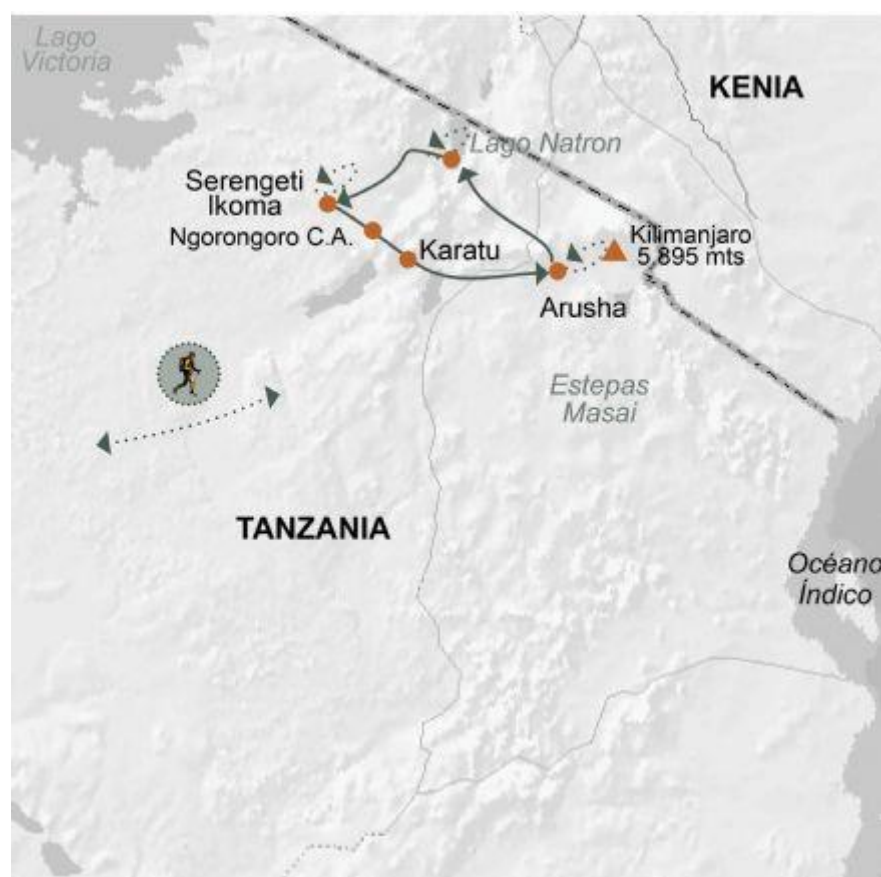 Lago
Victoria
KENIA
Lago Natron
Serengeti
Ikoma
Ngorongoro C.A.
Karatu
Kilimanjaro
5.895 mts
Arusha
Estepas
Masai
TANZANIA
Océano
Índico